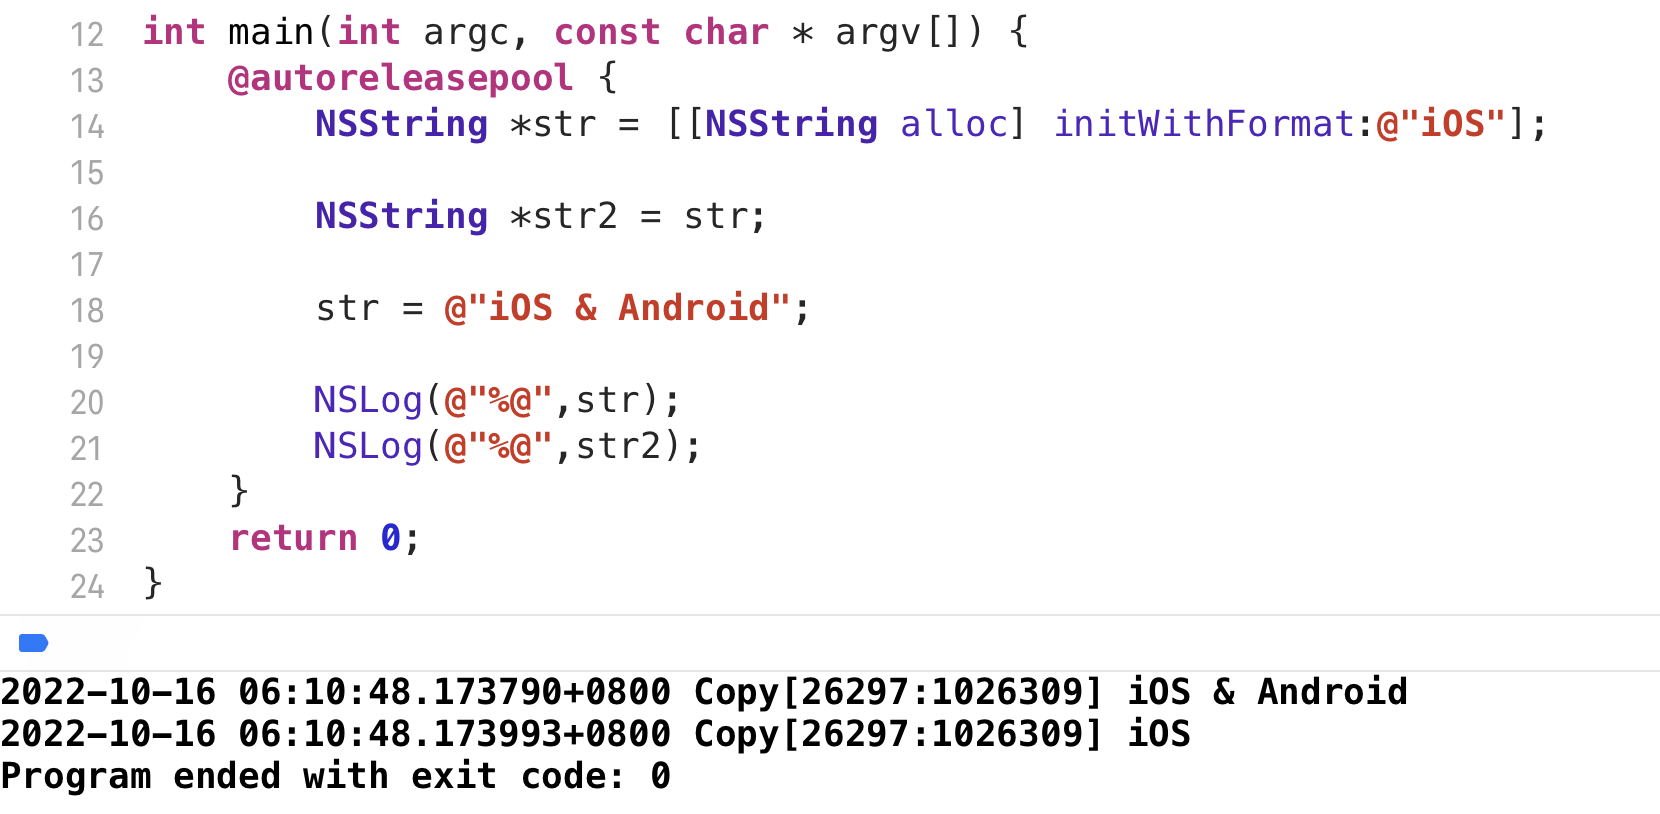 12 int main(int argc, const char * argv[]) {
13     @autoreleasepool {
14         NSString *str = [[NSString alloc] initWithFormat:@"iOS"];
15
16         NSString *str2 = str;
17
18         str = @"iOS & Android";
19
20         NSLog(@"%@",str);
21         NSLog(@"%@",str2);
22     }
23     return 0;
24 }
2022-10-16 06:10:48.173790+0800 Copy[26297:1026309] iOS & Android
2022-10-16 06:10:48.173993+0800 Copy[26297:1026309] iOS
Program ended with exit code: 0